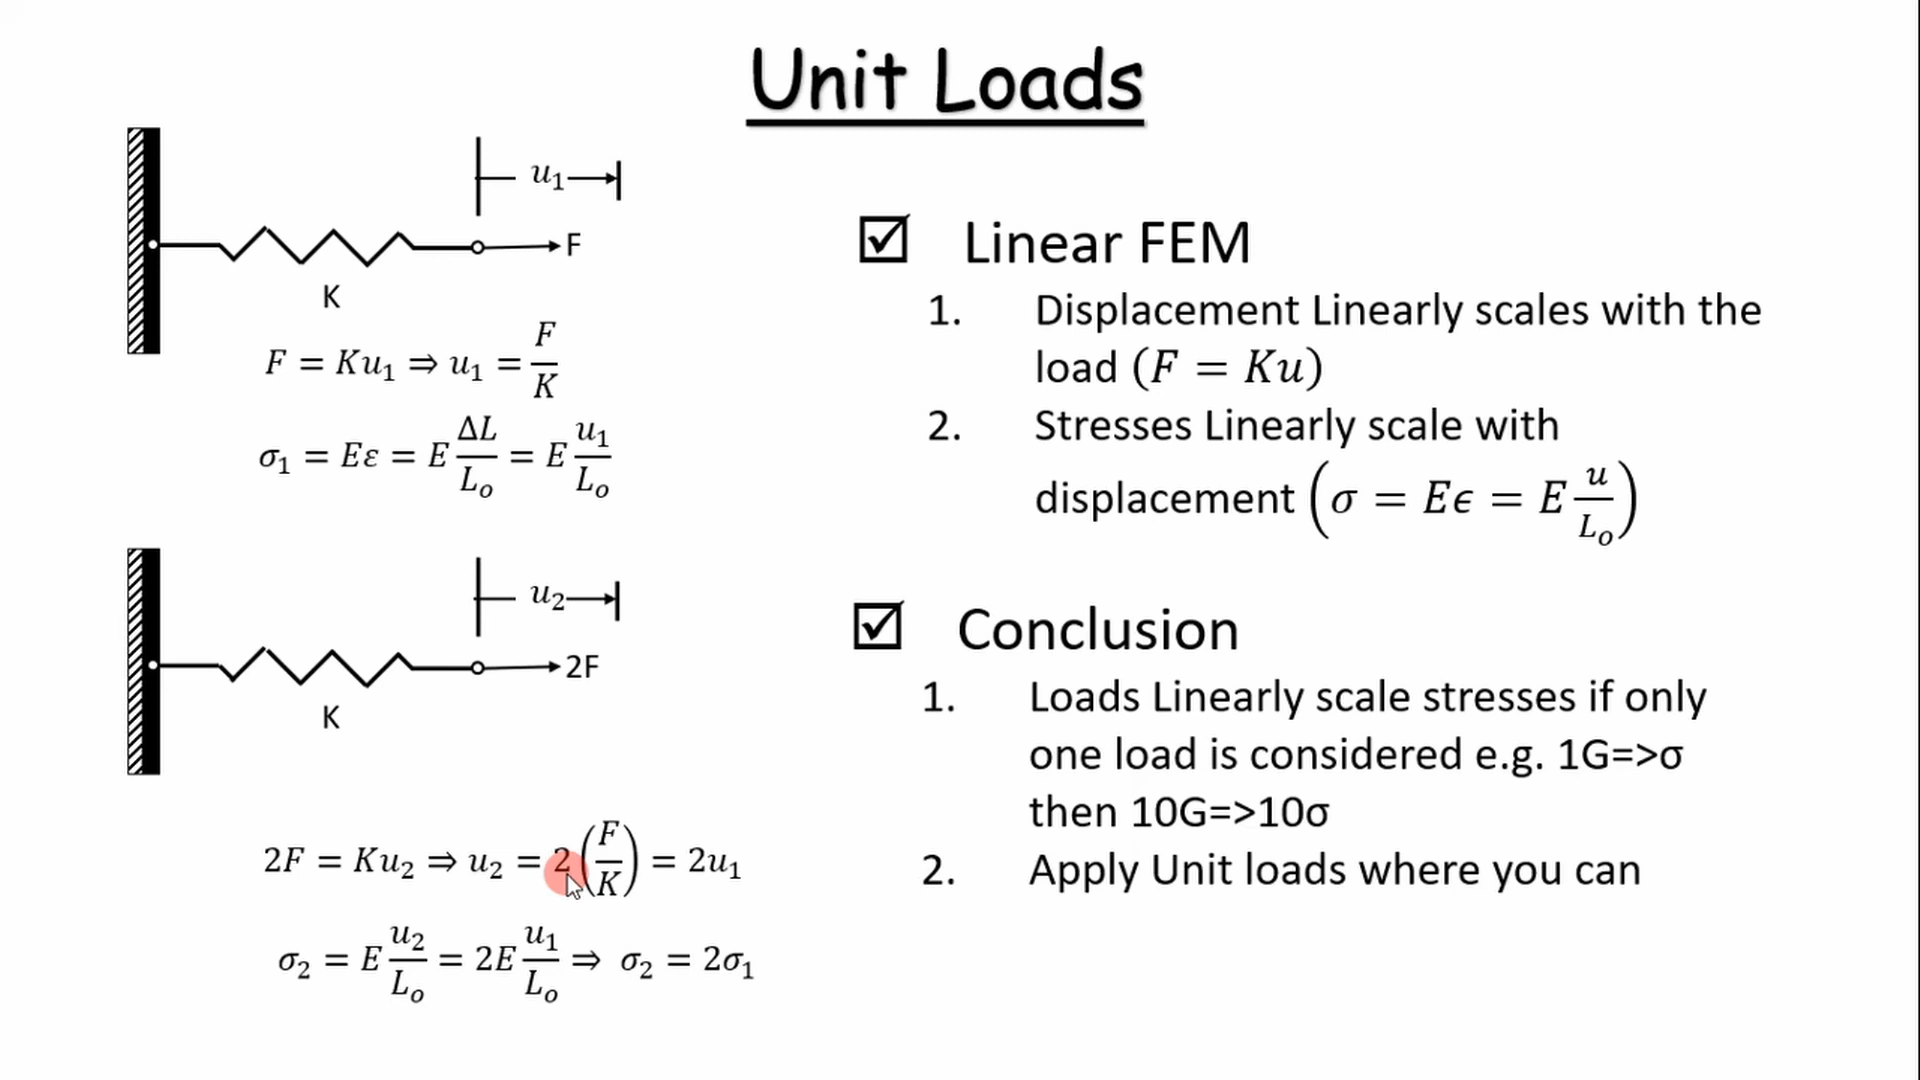 Unit Loads
u₁
F
K
F = Ku₁ ⇒ u₁ = F/K
σ₁ = Eε = E ΔL/Lₒ = E u₁/Lₒ
u₂
2F
K
2F = Ku₂ ⇒ u₂ = 2(F/K) = 2u₁
σ₂ = E u₂/Lₒ = 2E u₁/Lₒ ⇒ σ₂ = 2σ₁
☑ Linear FEM
1. Displacement Linearly scales with the
load (F = Ku)
2. Stresses Linearly scale with
displacement (σ = Eϵ = E u/Lₒ)
☑ Conclusion
1. Loads Linearly scale stresses if only
one load is considered e.g. 1G=>σ
then 10G=>10σ
2. Apply Unit loads where you can